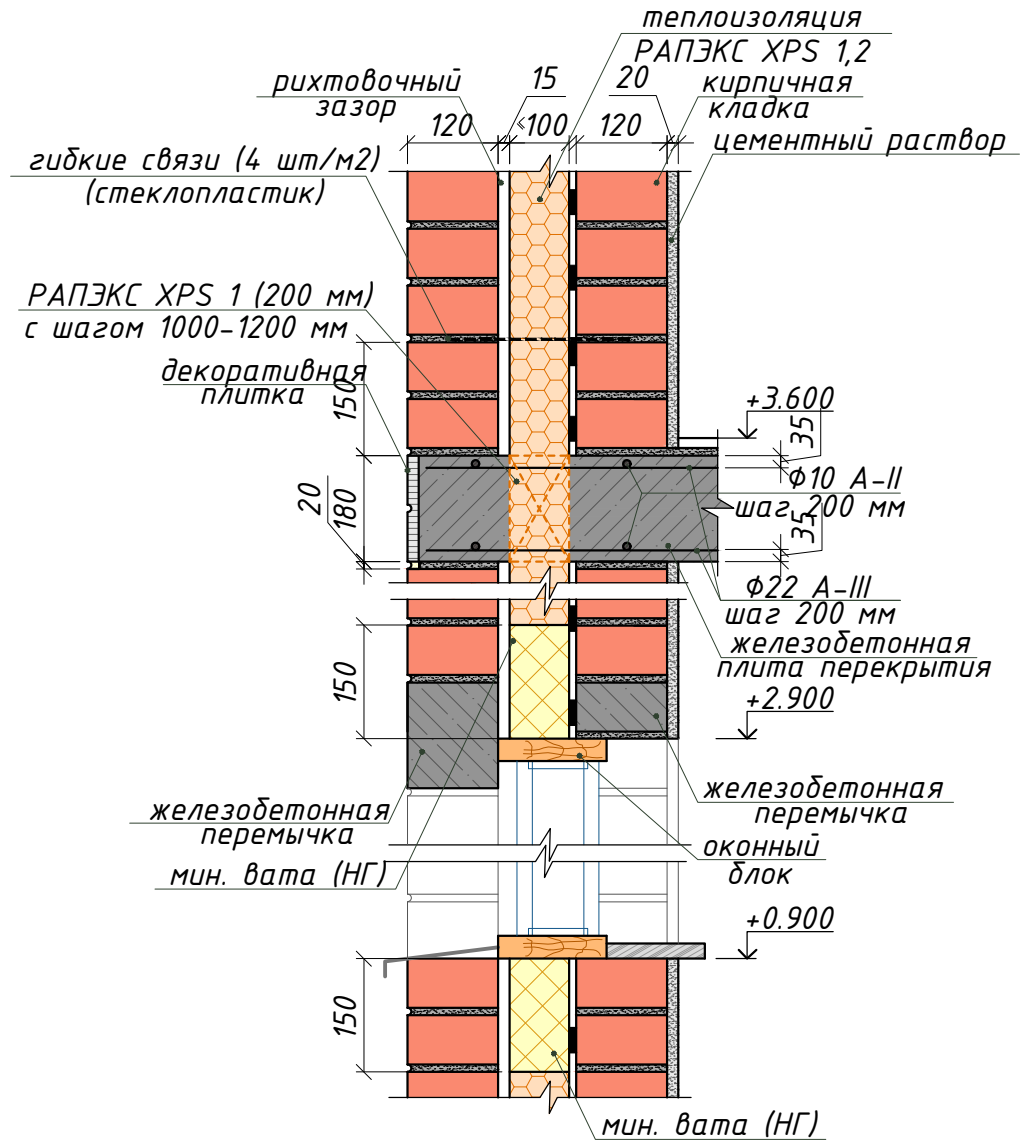 теплоизоляция
РАПЭКС XPS 1,2
рихтовочный
зазор
15
20
кирпичная
кладка
120
«100
120
цементный раствор
гибкие связи (4 шт/м2)
(стеклопластик)
РАПЭКС XPS 1 (200 мм)
с шагом 1000-1200 мм
декоративная
плитка
150
+3.600
35
20
180
Ф10 А-II
шаг 200 мм
35
Ф22 А-III
шаг 200 мм
железобетонная
плита перекрытия
150
+2.900
железобетонная
перемычка
железобетонная
перемычка
оконный
блок
мин. вата (НГ)
+0.900
150
мин. вата (НГ)